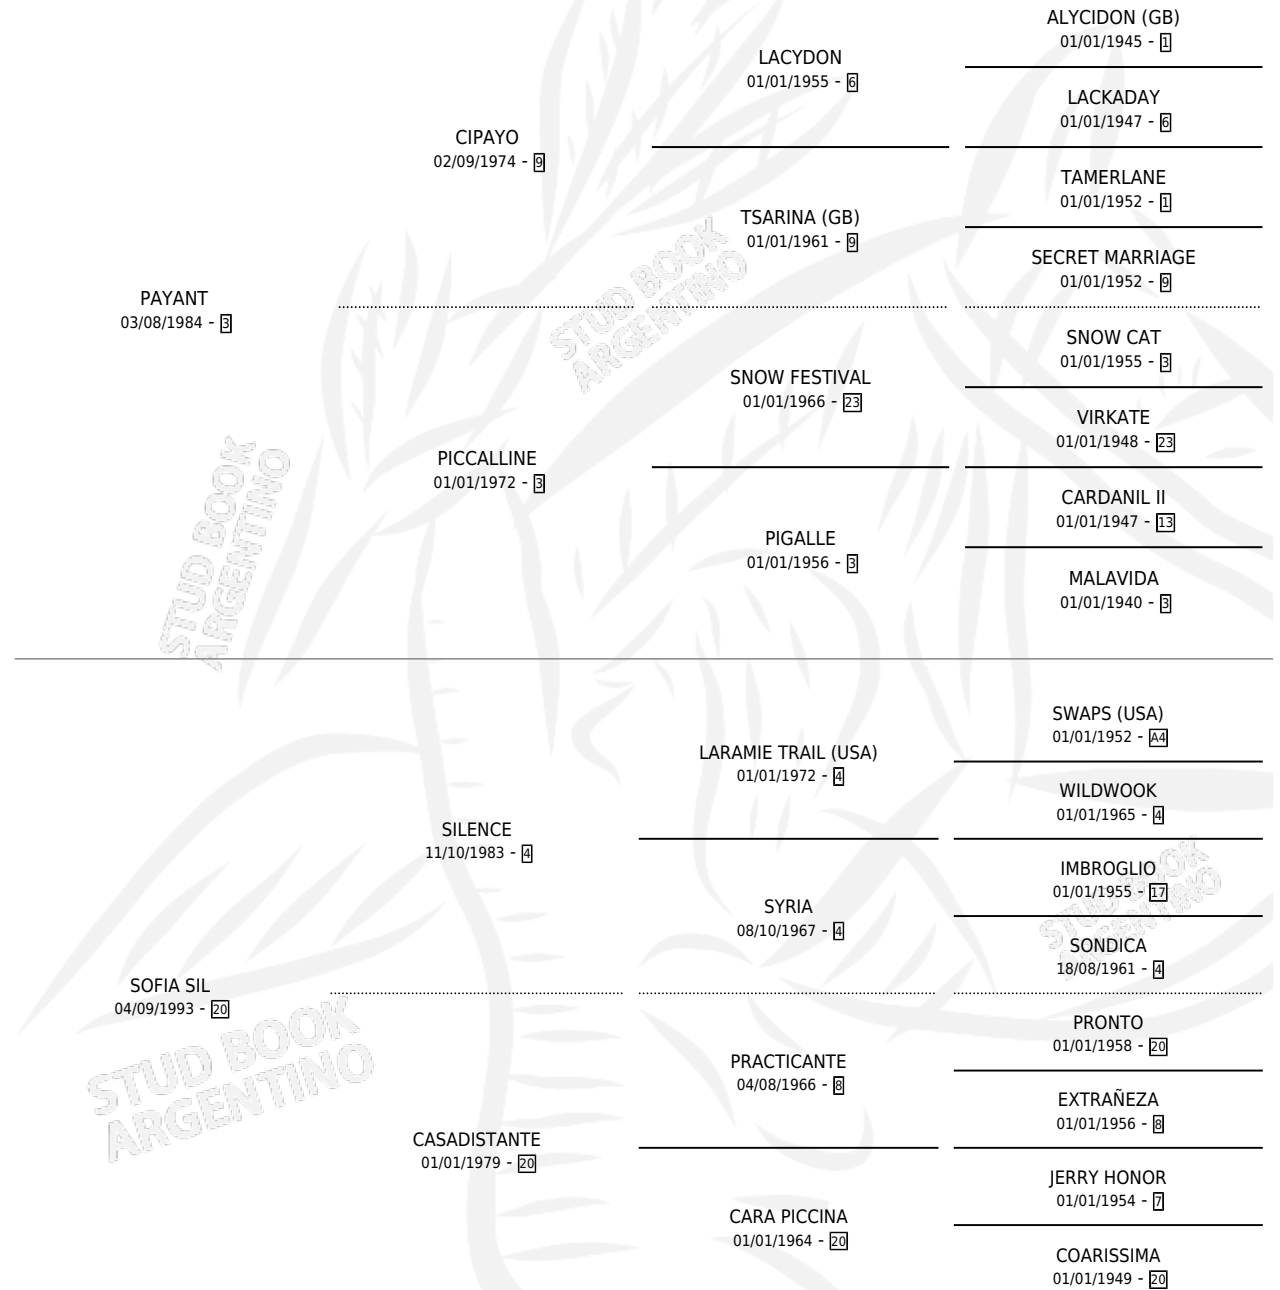 ALYCIDON (GB)
01/01/1945 - 1
LACYDON
01/01/1955 - 6
LACKADAY
01/01/1947 - 6
CIPAYO
02/09/1974 - 9
TAMERLANE
01/01/1952 - 1
TSARINA (GB)
01/01/1961 - 9
SECRET MARRIAGE
01/01/1952 - 9
PAYANT
03/08/1984 - 3
STUD BOOK
ARGENTINO
SNOW CAT
01/01/1955 - 3
SNOW FESTIVAL
01/01/1966 - 23
VIRKATE
01/01/1948 - 23
PICCALLINE
01/01/1972 - 3
CARDANIL II
01/01/1947 - 13
PIGALLE
01/01/1956 - 3
MALAVIDA
01/01/1940 - 3
STUD BOOK
ARGENTINO
SWAPS (USA)
01/01/1952 - A4
LARAMIE TRAIL (USA)
01/01/1972 - 4
WILDWOOK
01/01/1965 - 4
SILENCE
11/10/1983 - 4
IMBROGLIO
01/01/1955 - 17
SYRIA
08/10/1967 - 4
SONDICA
18/08/1961 - 4
STUD BOOK
ARGENTINO
SOFIA SIL
04/09/1993 - 20
PRONTO
01/01/1958 - 20
PRACTICANTE
04/08/1966 - 8
EXTRAÑEZA
01/01/1956 - 8
STUD BOOK
ARGENTINO
CASADISTANTE
01/01/1979 - 20
JERRY HONOR
01/01/1954 - 7
CARA PICCINA
01/01/1964 - 20
COARISSIMA
01/01/1949 - 20